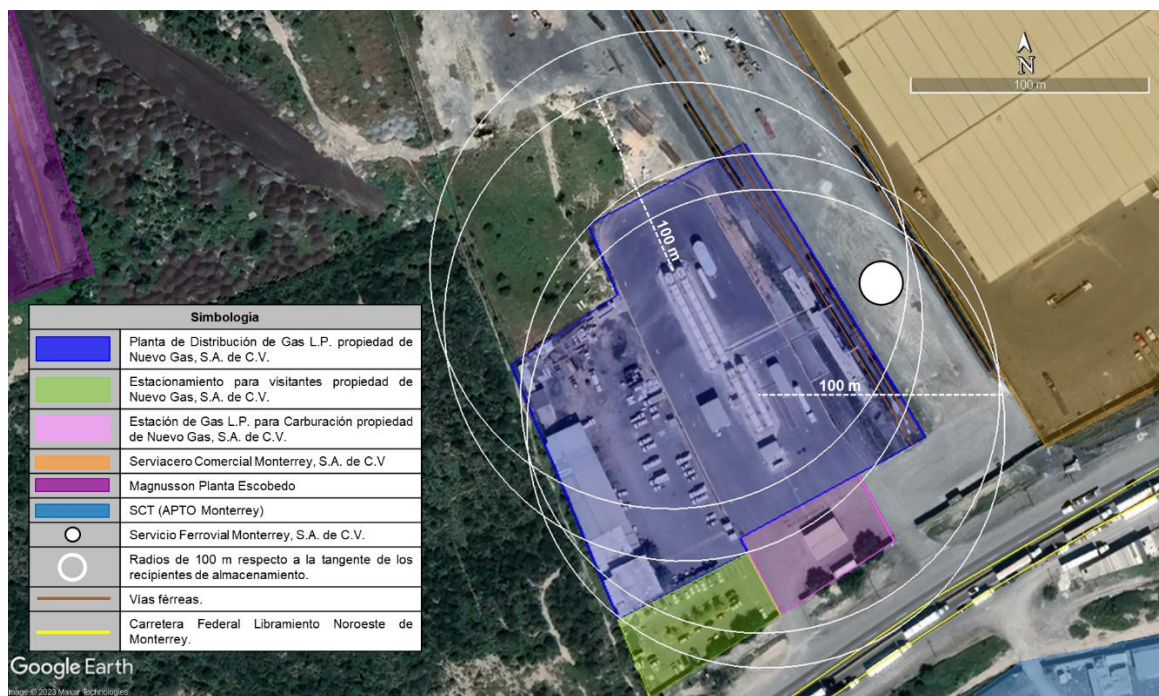 N
100 m
100 m
100 m
Simbología
Planta de Distribución de Gas L.P. propiedad de
Nuevo Gas, S.A. de C.V.
Estacionamiento para visitantes propiedad de
Nuevo Gas, S.A. de C.V.
Estación de Gas L.P. para Carburación propiedad
de Nuevo Gas, S.A. de C.V.
Serviacero Comercial Monterrey, S.A. de C.V
Magnusson Planta Escobedo
SCT (APTO Monterrey)
Servicio Ferrovial Monterrey, S.A. de C.V.
Radios de 100 m respecto a la tangente de los
recipientes de almacenamiento.
Vías férreas.
Carretera Federal Libramiento Noroeste de
Monterrey.
Google Earth
Image © 2023 Maxar Technologies